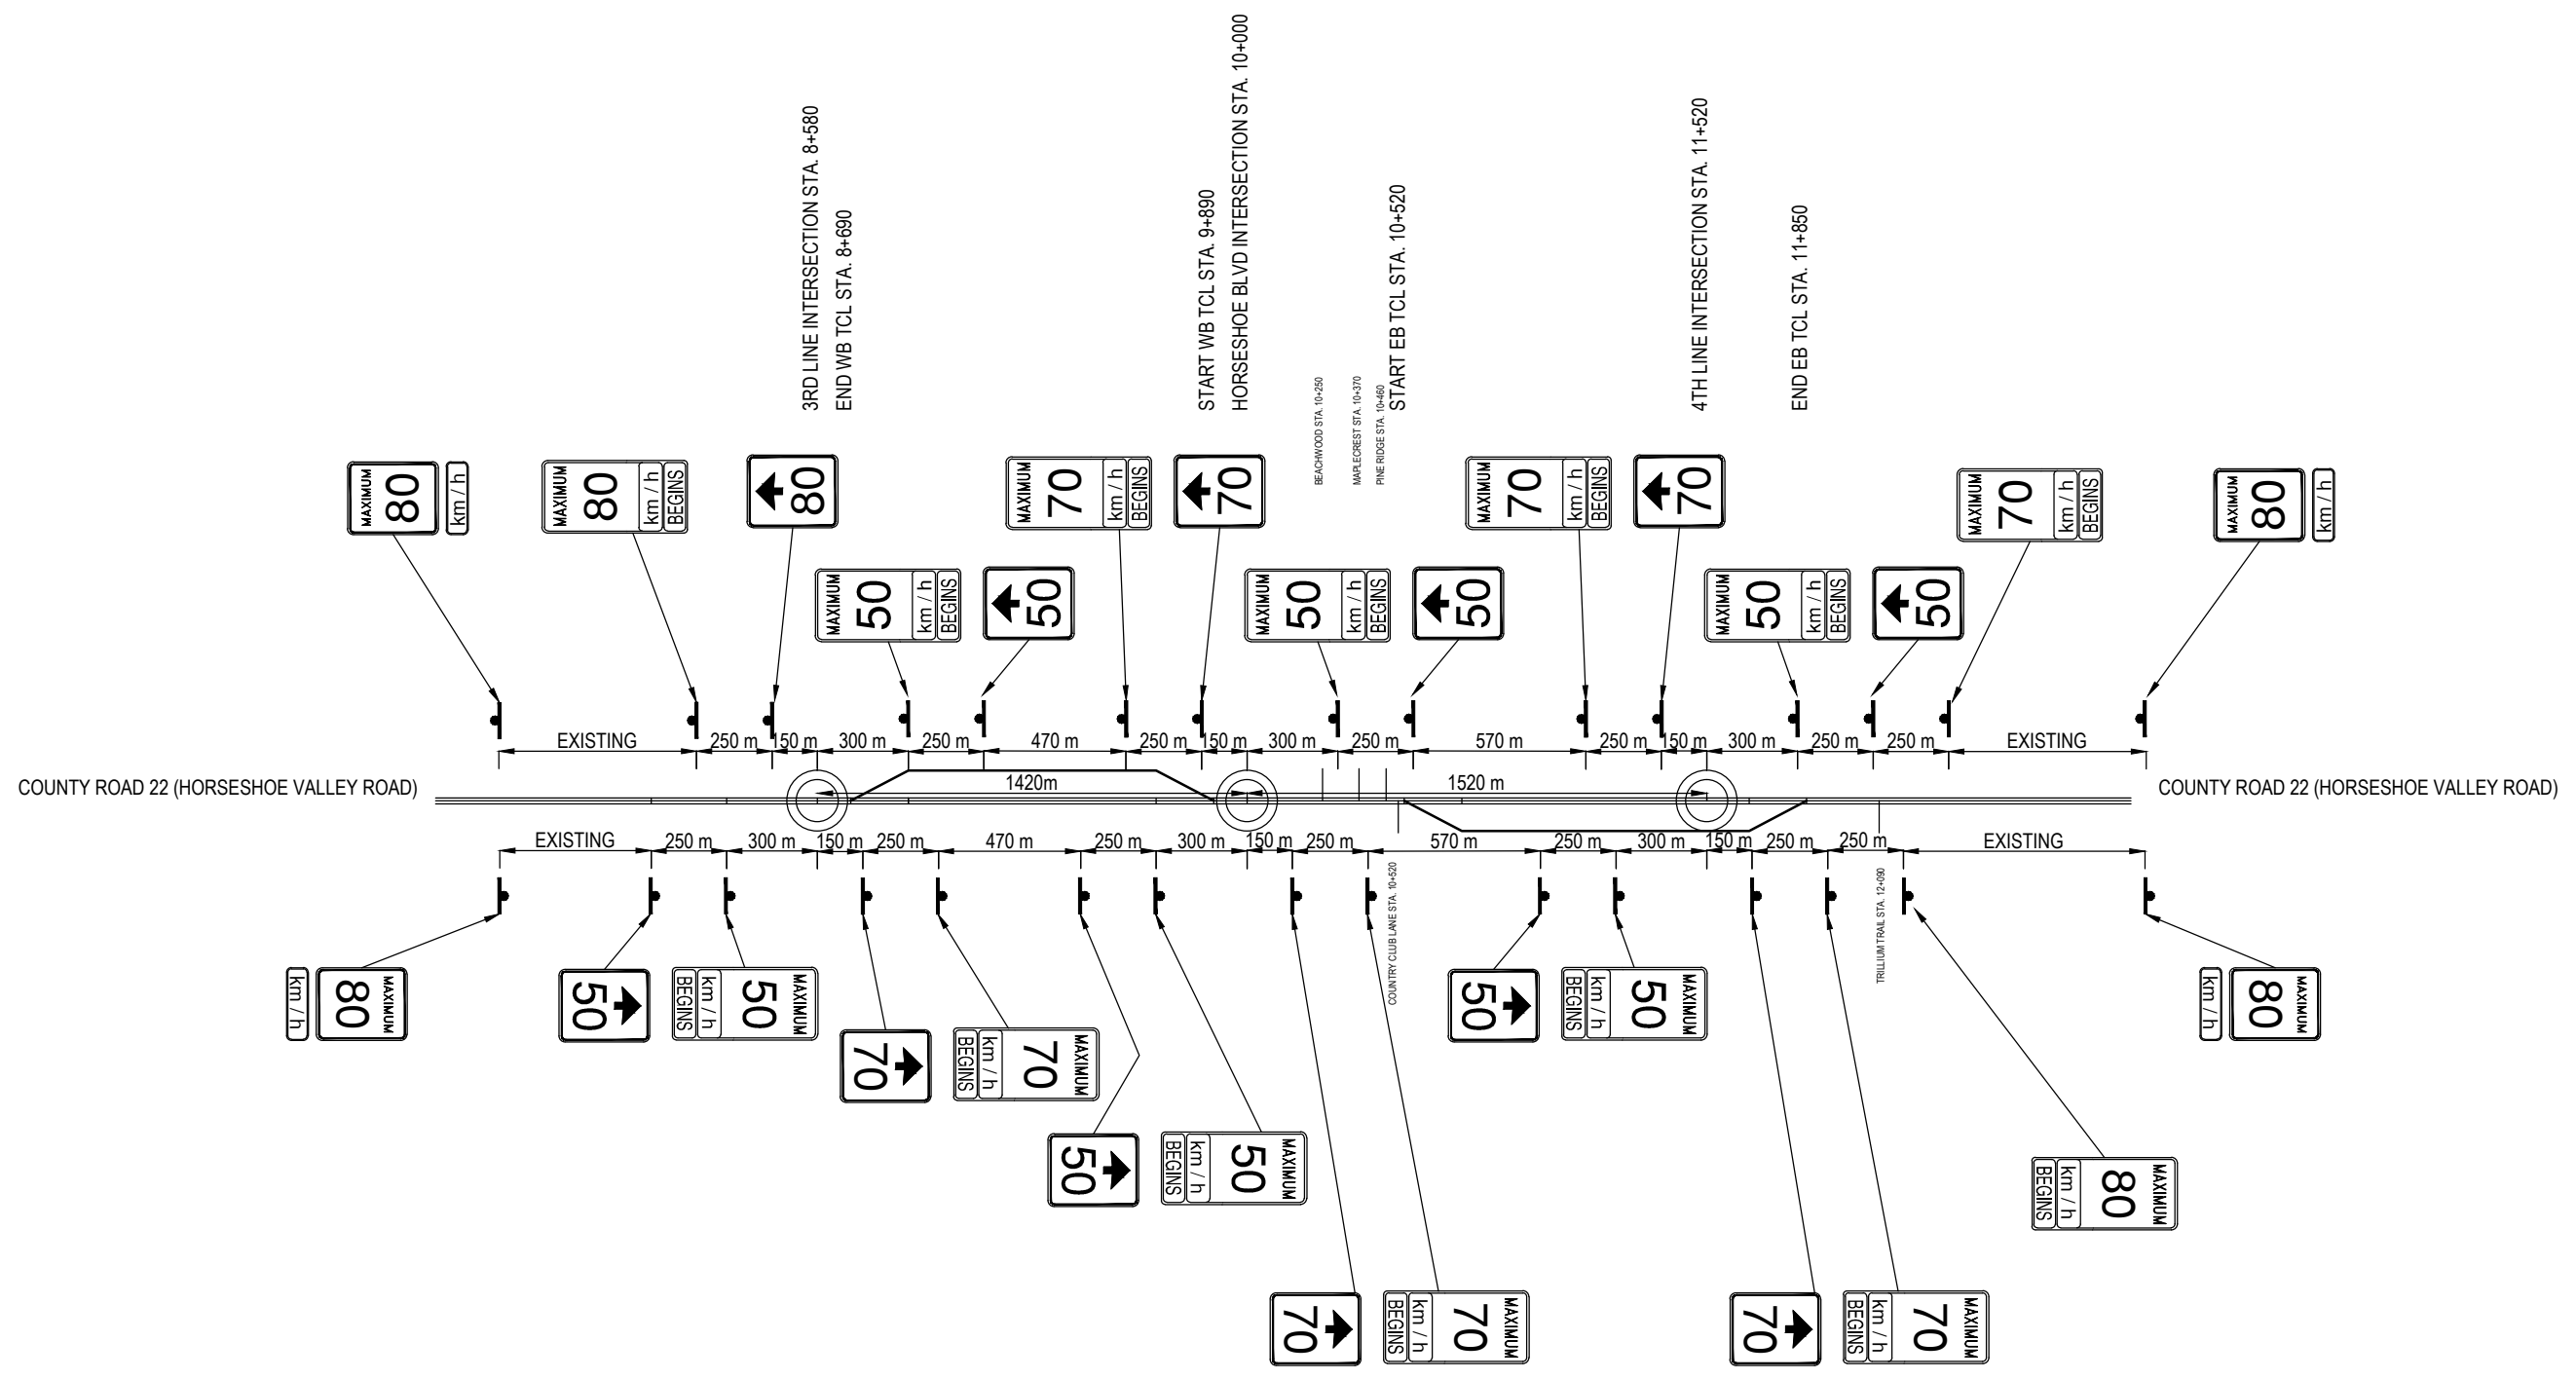 3RD LINE INTERSECTION STA. 8+580
END WB TCL STA. 8+690
START WB TCL STA. 9+890
HORSESHOE BLVD INTERSECTION STA. 10+000
BEACHWOOD STA. 10+250
MAPLECREST STA. 10+370
PINE RIDGE STA. 10+460
START EB TCL STA. 10+520
4TH LINE INTERSECTION STA. 11+520
END EB TCL STA. 11+850
MAXIMUM
80
km / h
MAXIMUM
80
km / h
BEGINS
80
MAXIMUM
70
km / h
BEGINS
70
MAXIMUM
70
km / h
BEGINS
70
MAXIMUM
70
km / h
BEGINS
MAXIMUM
80
km / h
MAXIMUM
50
km / h
BEGINS
50
MAXIMUM
50
km / h
BEGINS
50
MAXIMUM
50
km / h
BEGINS
50
EXISTING 250 m 150 m 300 m 250 m 470 m 250 m 150 m 300 m 250 m 570 m 250 m 150 m 300 m 250 m 250 m EXISTING
COUNTY ROAD 22 (HORSESHOE VALLEY ROAD) 1420m 1520 m COUNTY ROAD 22 (HORSESHOE VALLEY ROAD)
EXISTING 250 m 300 m 150 m 250 m 470 m 250 m 300 m 150 m 250 m 570 m 250 m 300 m 150 m 250 m 250 m EXISTING
COUNTRY CLUB LANE STA. 10+520
TRILLIUM TRAIL STA. 12+090
MAXIMUM
80
km / h
50
MAXIMUM
50
km / h
BEGINS
50
MAXIMUM
50
km / h
BEGINS
MAXIMUM
80
km / h
70
MAXIMUM
70
km / h
BEGINS
50
MAXIMUM
50
km / h
BEGINS
MAXIMUM
80
km / h
BEGINS
70
MAXIMUM
70
km / h
BEGINS
70
MAXIMUM
70
km / h
BEGINS